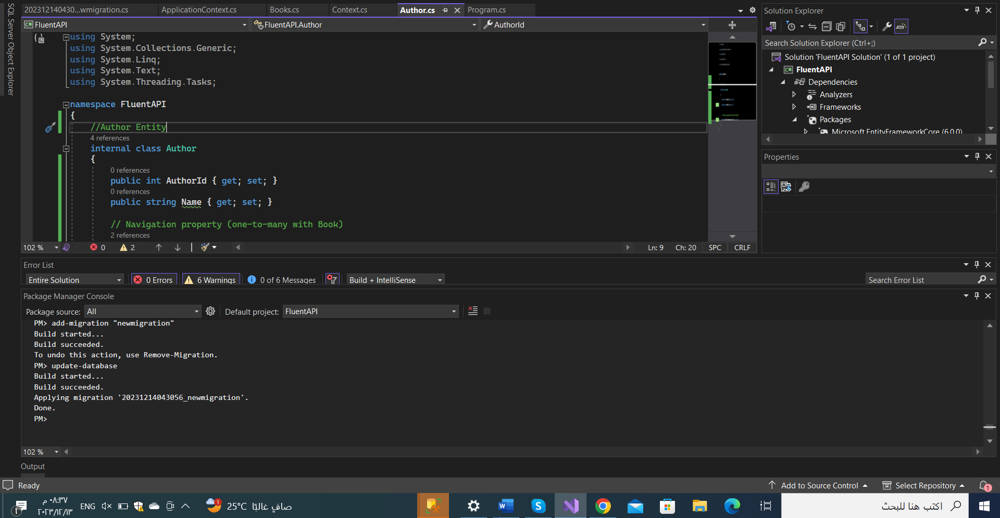 SQL Server Object Explorer
202312140430...wmigration.cs
ApplicationContext.cs
Books.cs
Context.cs
Author.cs
Program.cs
C# FluentAPI
FluentAPI.Author
AuthorId
using System;
using System.Collections.Generic;
using System.Linq;
using System.Text;
using System.Threading.Tasks;
namespace FluentAPI
{
//Author Entity
4 references
internal class Author
{
0 references
public int AuthorId { get; set; }
0 references
public string Name { get; set; }
// Navigation property (one-to-many with Book)
2 references
102 %
0
2
Ln: 9
Ch: 20
SPC
CRLF
Solution Explorer
Search Solution Explorer (Ctrl+;)
Solution 'FluentAPI Solution' (1 of 1 project)
C# FluentAPI
Dependencies
Analyzers
Frameworks
Packages
Microsoft.EntityFrameworkCore (6.0.0)
Properties
Error List
Entire Solution
0 Errors
6 Warnings
0 of 6 Messages
Build + IntelliSense
Search Error List
Package Manager Console
Package source: All
Default project: FluentAPI
PM> add-migration "newmigration"
Build started...
Build succeeded.
To undo this action, use Remove-Migration.
PM> update-database
Build started...
Build succeeded.
Applying migration '20231214043056_newmigration'.
Done.
PM>
102 %
Output
Ready
Add to Source Control
Select Repository
1
١
٠٨:٣٧ م
٢٠٢٣/١٢/١٣
ENG
1
25°C صافٍ غالبًا
اكتب هنا للبحث